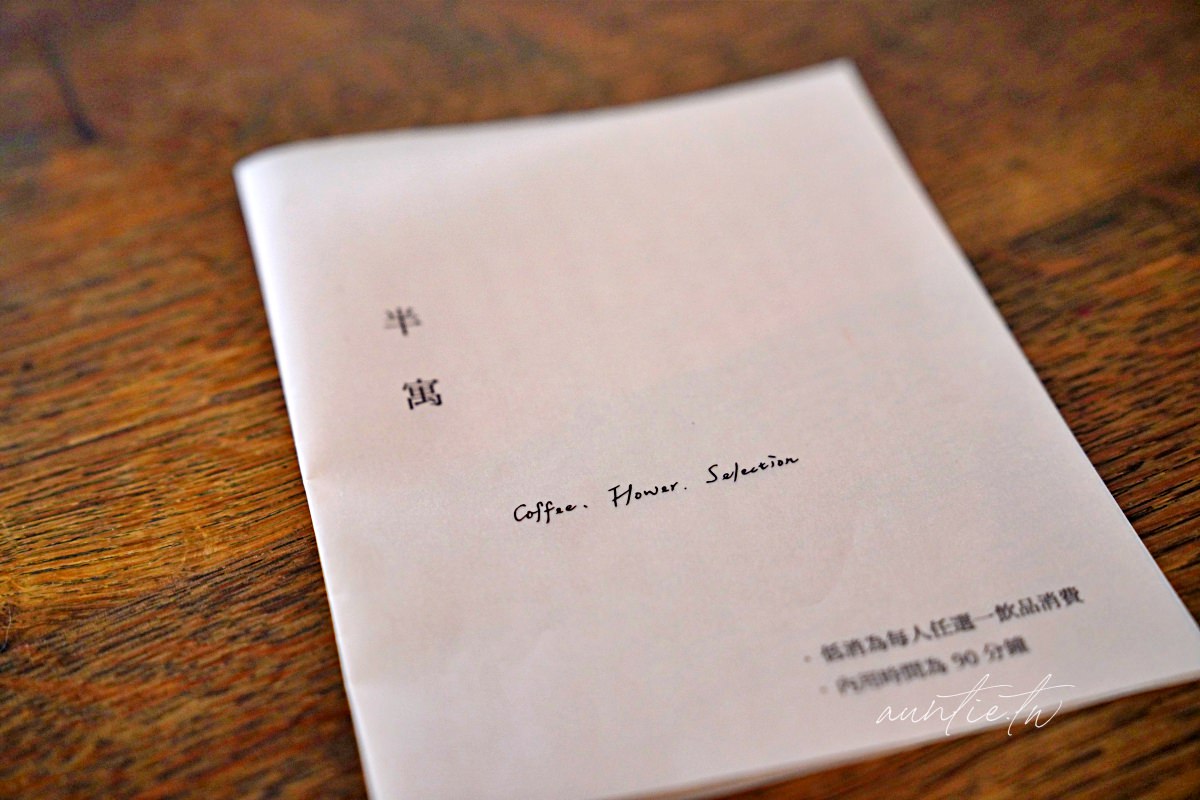 半
寓
Coffee. Flower. Selection
· 低消為每人任選一飲品消費
· 內用時間為 90 分鐘
auntie.tw